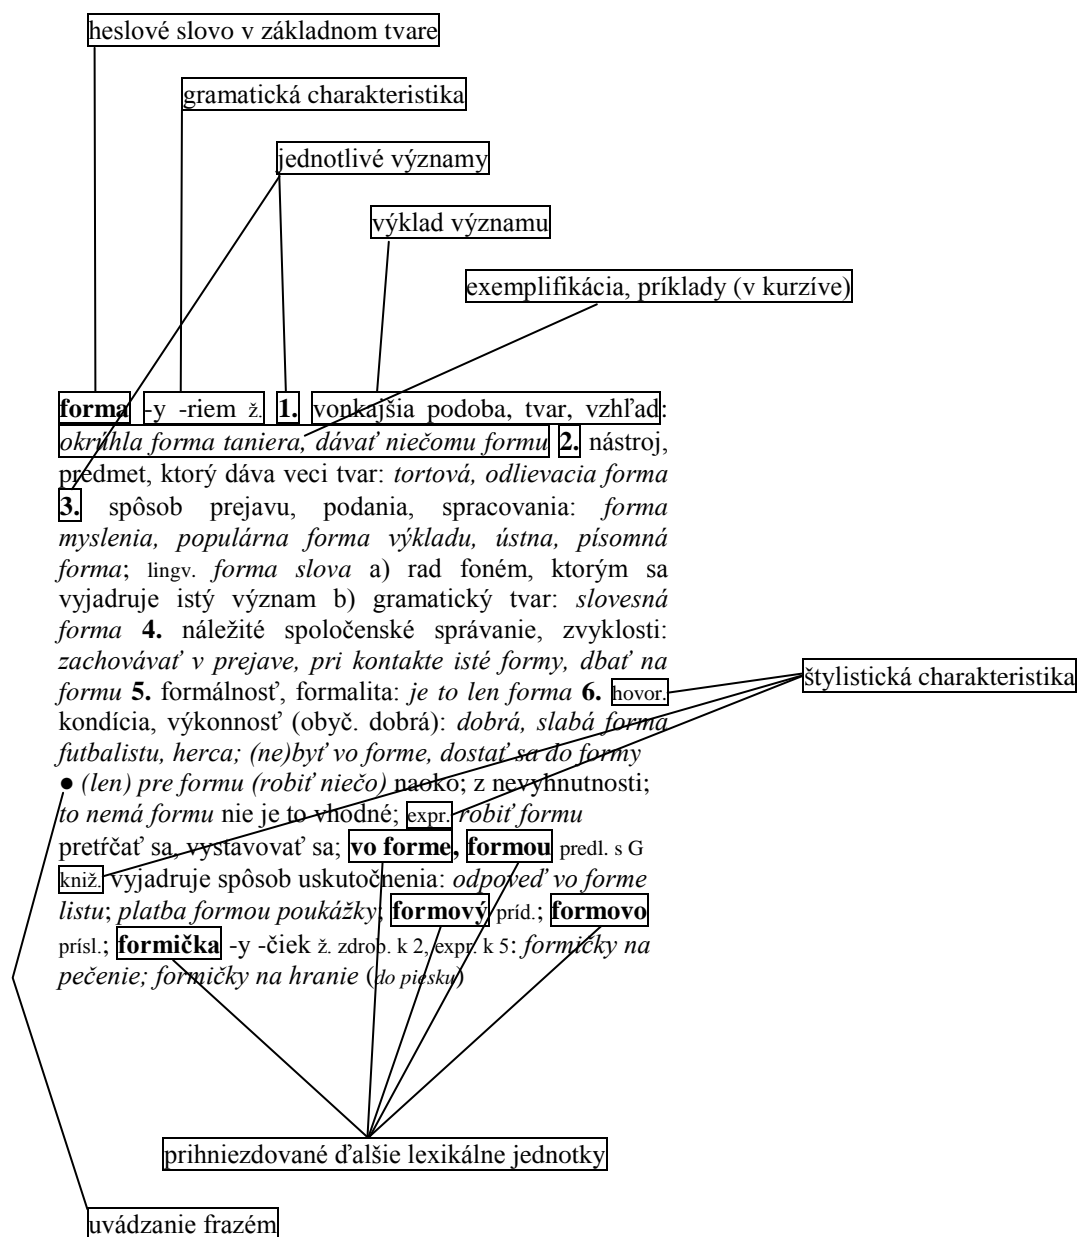 heslové slovo v základnom tvare
gramatická charakteristika
jednotlivé významy
výklad významu
exemplifikácia, príklady (v kurzíve)
forma -y -riem ž. 1. vonkajšia podoba, tvar, vzhľad:
okrúhla forma taniera, dávať niečomu formu 2. nástroj,
predmet, ktorý dáva veci tvar: tortová, odlievacia forma
3. spôsob prejavu, podania, spracovania: forma
myslenia, populárna forma výkladu, ústna, písomná
forma; lingv. forma slova a) rad foném, ktorým sa
vyjadruje istý význam b) gramatický tvar: slovesná
forma 4. náležité spoločenské správanie, zvyklosti:
zachovávať v prejave, pri kontakte isté formy, dbať na
formu 5. formálnosť, formalita: je to len forma 6. hovor.
štylistická charakteristika
kondícia, výkonnosť (obyč. dobrá): dobrá, slabá forma
futbalistu, herca; (ne)byť vo forme, dostať sa do formy
● (len) pre formu (robiť niečo) naoko; z nevyhnutnosti;
to nemá formu nie je to vhodné; expr. robiť formu
pretŕčať sa, vystavovať sa; vo forme, formou predl. s G
kniž. vyjadruje spôsob uskutočnenia: odpoveď vo forme
listu; platba formou poukážky; formový príd.; formovo
prísl.; formička -y -čiek ž. zdrob. k 2, expr. k 5: formičky na
pečenie; formičky na hranie (do piesku)
prihniezdované ďalšie lexikálne jednotky
uvádzanie frazém